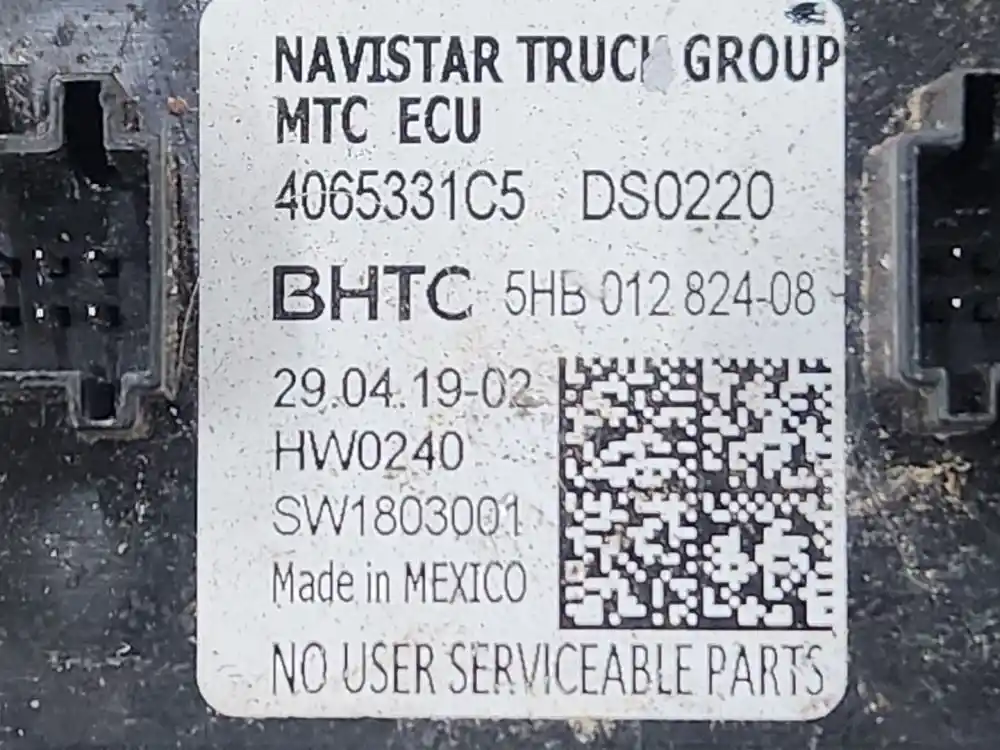 NAVISTAR TRUCK GROUP
MTC ECU
4065331C5 DS0220
BHTC 5HB 012 824-08
29.04.19-02
HW0240
SW1803001
Made in MEXICO
NO USER SERVICEABLE PARTS